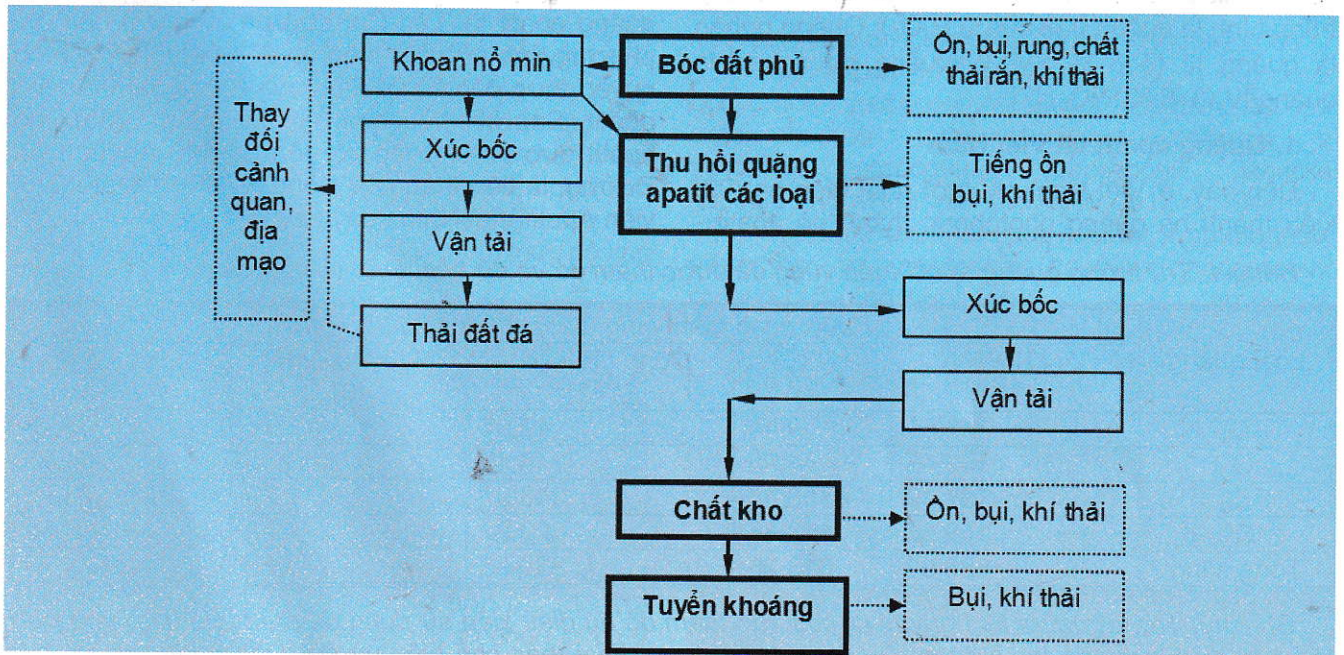 Khoan nổ mìn
Bóc đất phủ
Ồn, bụi, rung, chất
thải rắn, khí thải
Thay
đổi
cảnh
quan,
địa
mạo
Xúc bốc
Thu hồi quặng
apatit các loại
Tiếng ồn
bụi, khí thải
Vận tải
Thải đất đá
Xúc bốc
Vận tải
Chất kho
Ồn, bụi, khí thải
Tuyển khoáng
Bụi, khí thải